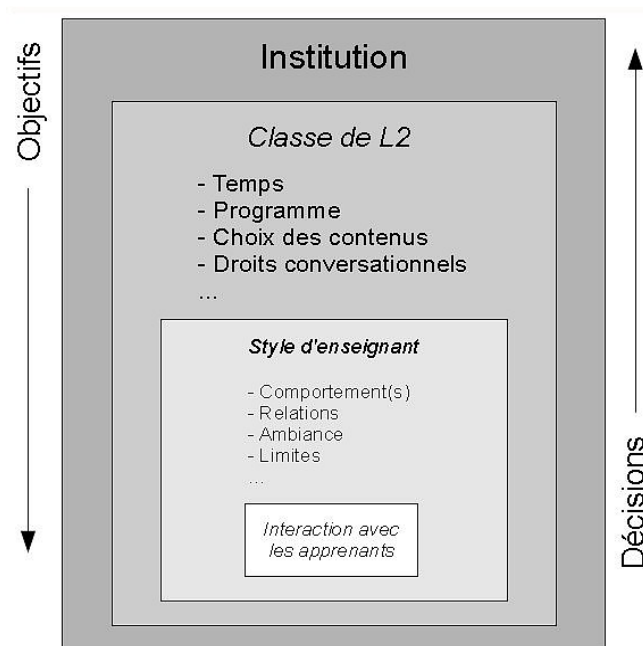 Objectifs
Institution
Classe de L2
- Temps
- Programme
- Choix des contenus
- Droits conversationnels
...
Style d'enseignant
- Comportement(s)
- Relations
- Ambiance
- Limites
...
Interaction avec
les apprenants
Décisions